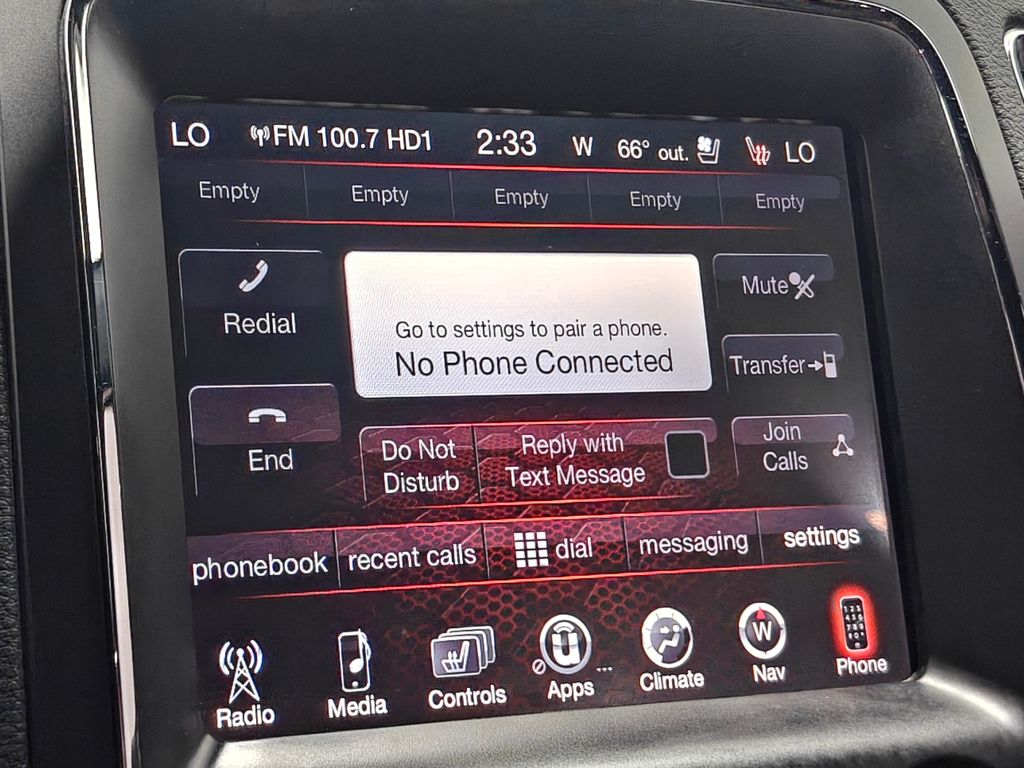 LO FM 100.7 HD1 2:33 W 66° out. LO
Empty Empty Empty Empty Empty
Redial
Go to settings to pair a phone.
No Phone Connected
Mute
Transfer
End
Do Not
Disturb
Reply with
Text Message
Join
Calls
phonebook recent calls dial messaging settings
W
Radio Media Controls Apps ... Climate Nav Phone